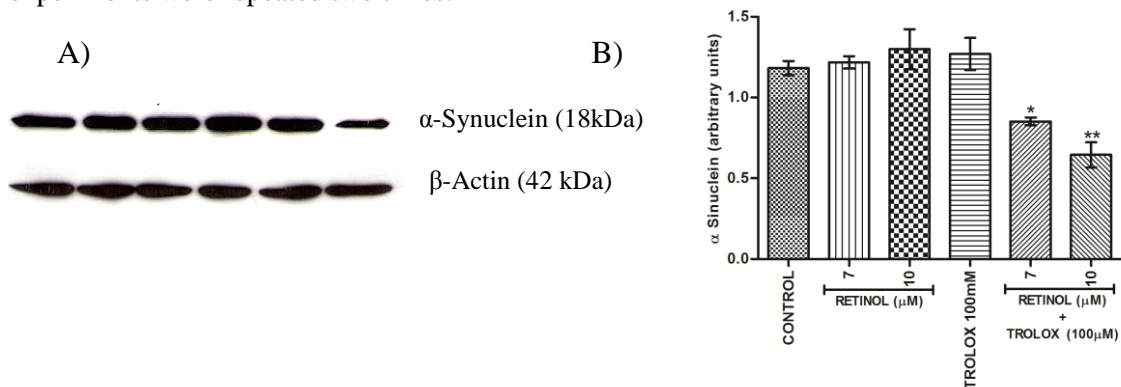 experiments were repeated two times.
A)
α-Synuclein (18kDa)
β-Actin (42 kDa)
B)
α Sinuclein (arbitrary units)
1.5
1.0
0.5
0.0
*
**
CONTROL
7
10
RETINOL (μM)
TROLOX 100mM
7
10
RETINOL (μM)
+
TROLOX (100μM)